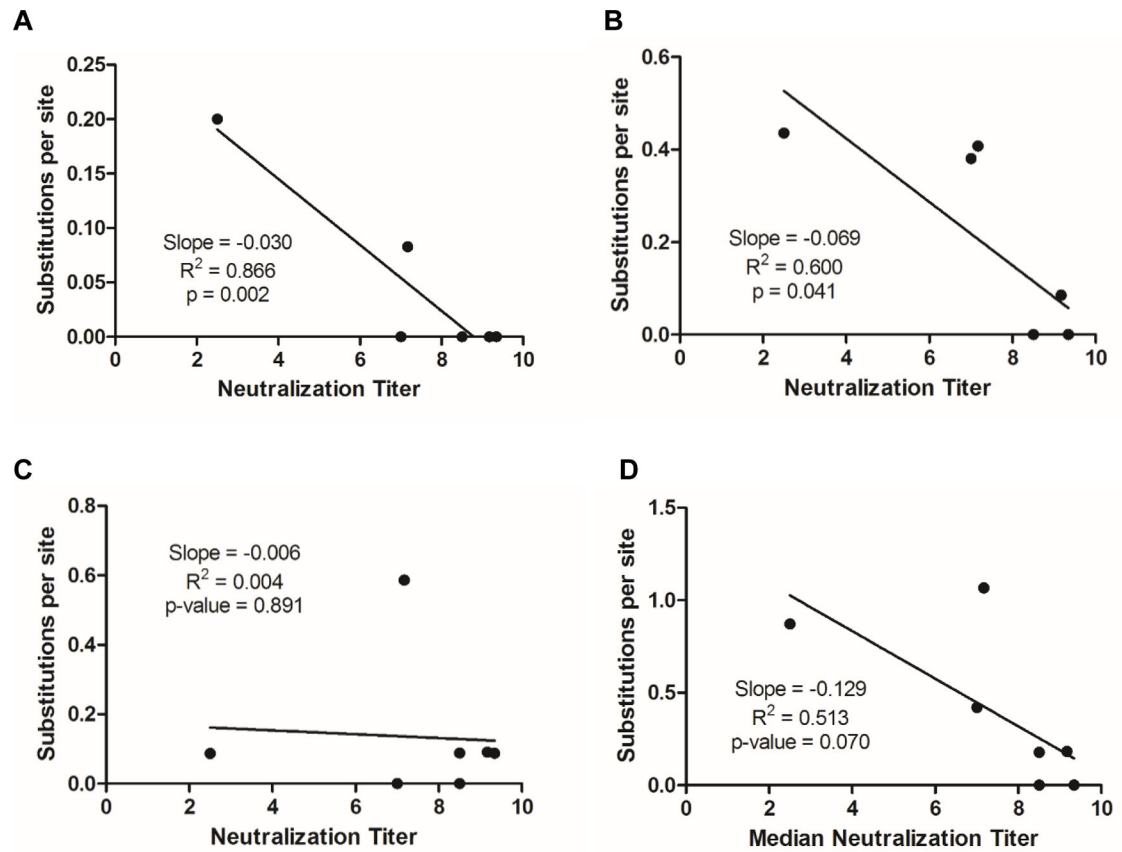 A
Substitutions per site
0.25
0.20
0.15
0.10
0.05
0.00
Slope = -0.030
R² = 0.866
p = 0.002
0 2 4 6 8 10
Neutralization Titer
B
Substitutions per site
0.6
0.4
0.2
0.0
Slope = -0.069
R² = 0.600
p = 0.041
0 2 4 6 8 10
Neutralization Titer
C
Substitutions per site
0.8
0.6
0.4
0.2
0.0
Slope = -0.006
R² = 0.004
p-value = 0.891
0 2 4 6 8 10
Neutralization Titer
D
Substitutions per site
1.5
1.0
0.5
0.0
Slope = -0.129
R² = 0.513
p-value = 0.070
0 2 4 6 8 10
Median Neutralization Titer